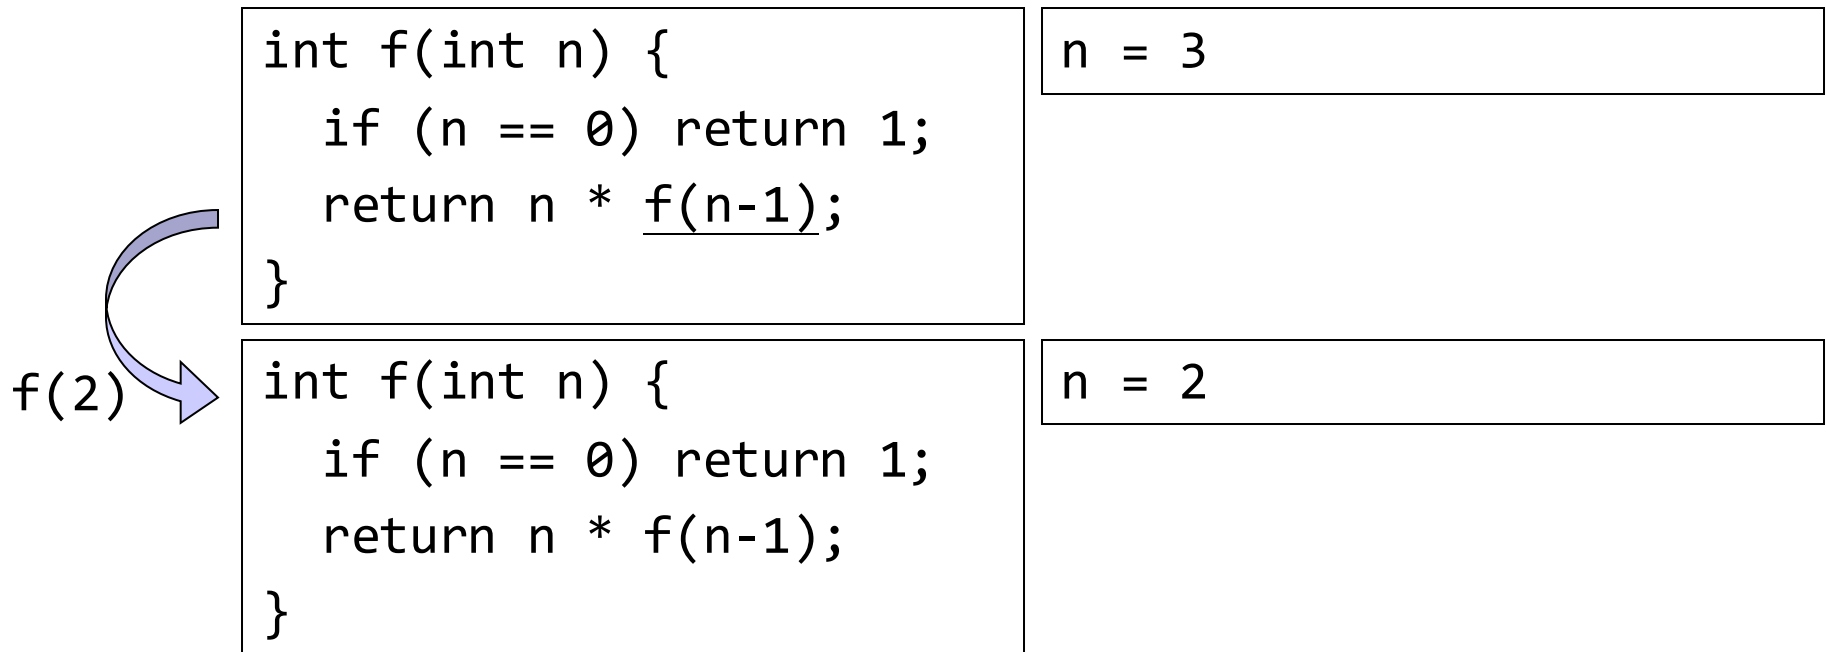 int f(int n) {
  if (n == 0) return 1;
  return n * f(n-1);
}
n = 3
f(2)
int f(int n) {
  if (n == 0) return 1;
  return n * f(n-1);
}
n = 2